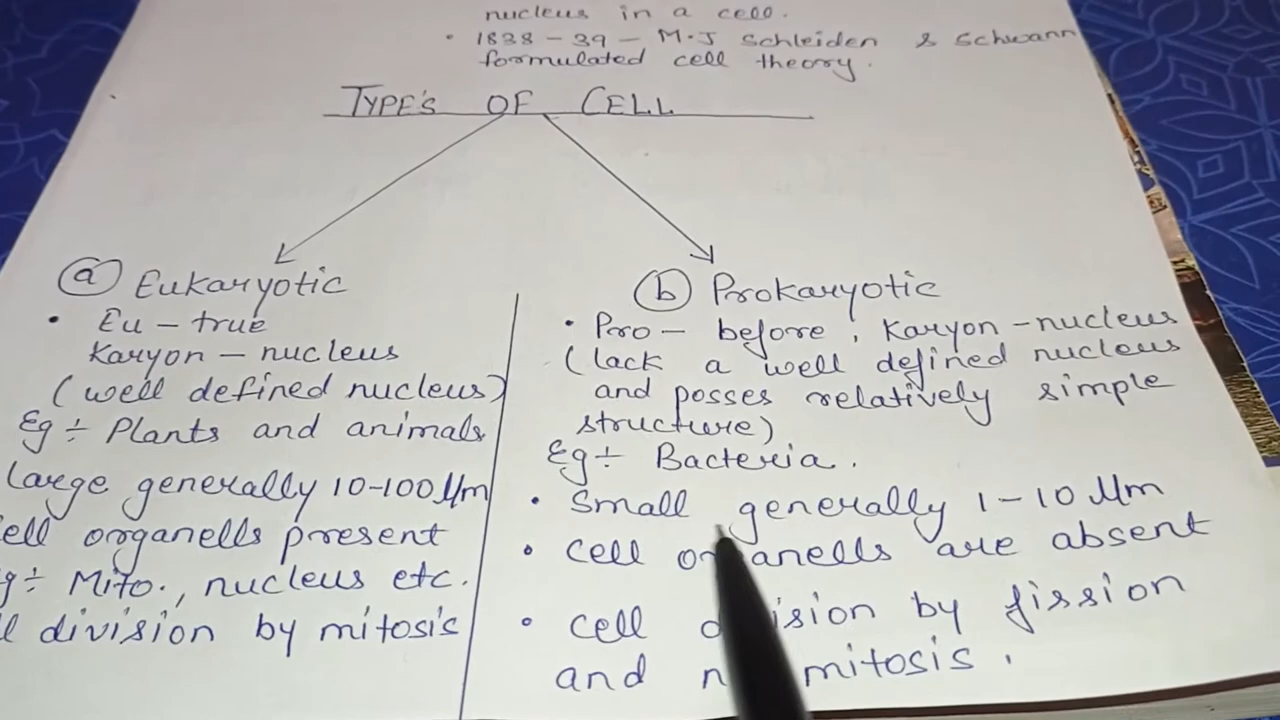 nucleus in a cell.
• 1838-39 - M.J Schleiden & Schwann
formulated cell theory.
TYPE'S OF CELL
(a) Eukaryotic
• Eu - true
Karyon - nucleus
(well defined nucleus)
Eg ÷ Plants and animals
Large generally 10-100 μm
organells present
÷ Mito., nucleus etc.
division by mitosis
(b) Prokaryotic
• Pro - before, Karyon - nucleus
(lack a well defined nucleus
and posses relatively simple
structure)
Eg ÷ Bacteria.
• Small generally 1-10 μm
• cell organells are absent
• cell division by fission
and mitosis.